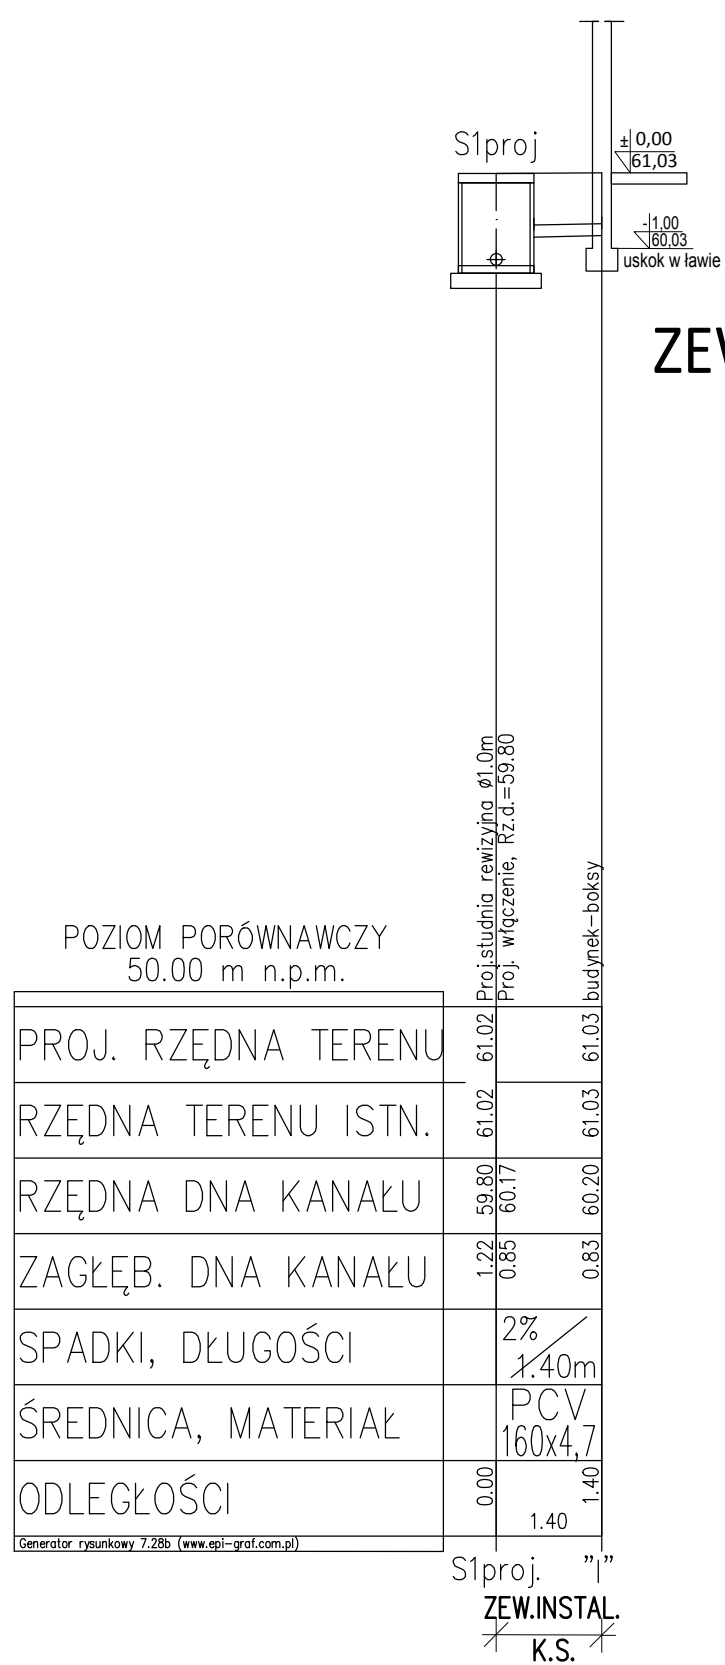 S1proj
± 0,00
61,03
-1,00
60,03
uskok w ławie
ZEW
Proj.studnia rewizyjna ø1.0m
Proj. włączenie, Rz.d.=59.80
budynek-boksy
POZIOM PORÓWNAWCZY
50.00 m n.p.m.
PROJ. RZĘDNA TERENU 61.02 61.03
RZĘDNA TERENU ISTN. 61.02 61.03
RZĘDNA DNA KANAŁU 59.80 60.17 60.20
ZAGŁĘB. DNA KANAŁU 1.22 0.85 0.83
SPADKI, DŁUGOŚCI 2% 1.40m
ŚREDNICA, MATERIAŁ PCV 160x4,7
ODLEGŁOŚCI 0.00 1.40 1.40
Generator rysunkowy 7.28b (www.epi-graf.com.pl)
S1proj. "I"
ZEW.INSTAL.
K.S.